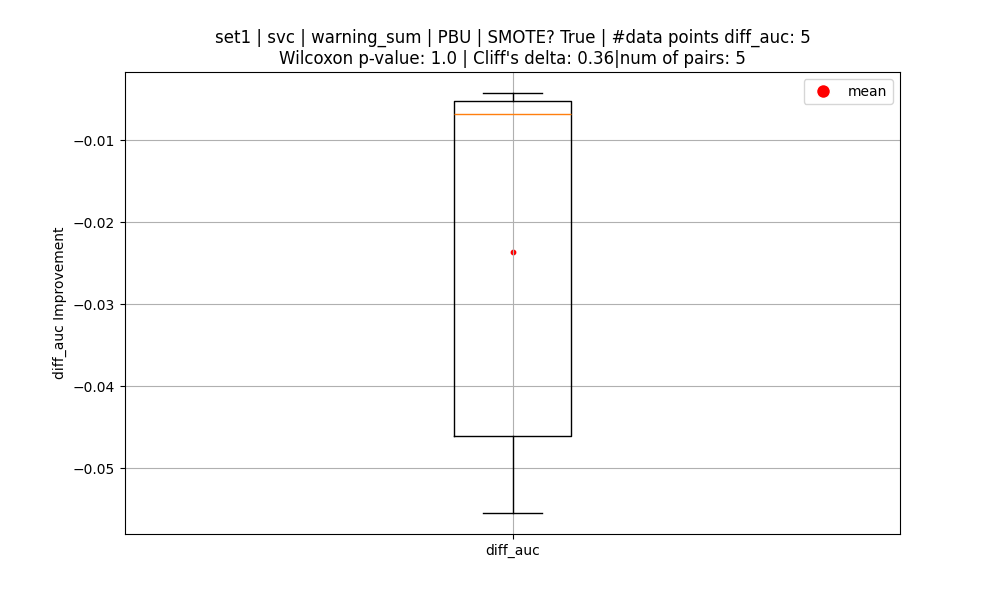 set1 | svc | warning_sum | PBU | SMOTE? True | #data points diff_auc: 5
Wilcoxon p-value: 1.0 | Cliff's delta: 0.36|num of pairs: 5
mean
−0.01
−0.02
−0.03
−0.04
−0.05
diff_auc Improvement
diff_auc